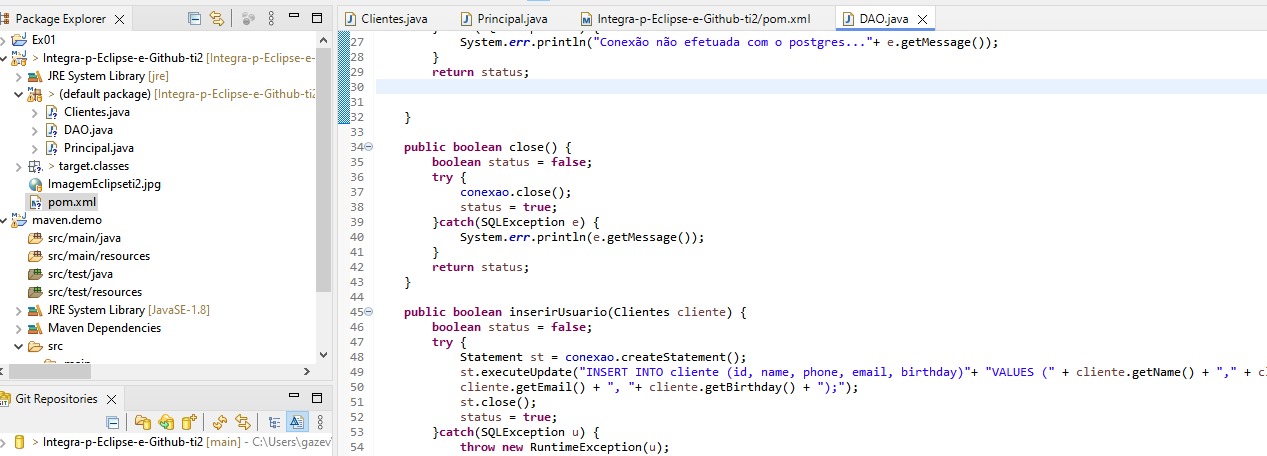 Package Explorer
Ex01
> Integra-p-Eclipse-e-Github-ti2 [Integra-p-Eclipse-e-
JRE System Library [jre]
> (default package) [Integra-p-Eclipse-e-Github-ti2
Clientes.java
DAO.java
Principal.java
> target.classes
ImagemEclipseti2.jpg
pom.xml
maven.demo
src/main/java
src/main/resources
src/test/java
src/test/resources
JRE System Library [JavaSE-1.8]
Maven Dependencies
src
Git Repositories
> Integra-p-Eclipse-e-Github-ti2 [main] - C:\Users\gazev
Clientes.java Principal.java Integra-p-Eclipse-e-Github-ti2/pom.xml DAO.java
27 System.err.println("Conexão não efetuada com o postgres..."+ e.getMessage());
28 }
29 return status;
30
31
32 }
33
34 public boolean close() {
35 boolean status = false;
36 try {
37 conexao.close();
38 status = true;
39 }catch(SQLException e) {
40 System.err.println(e.getMessage());
41 }
42 return status;
43 }
44
45 public boolean inserirUsuario(Clientes cliente) {
46 boolean status = false;
47 try {
48 Statement st = conexao.createStatement();
49 st.executeUpdate("INSERT INTO cliente (id, name, phone, email, birthday)"+ "VALUES (" + cliente.getName() + "," + cl
50 cliente.getEmail() + ", "+ cliente.getBirthday() + ");");
51 st.close();
52 status = true;
53 }catch(SQLException u) {
54 throw new RuntimeException(u);